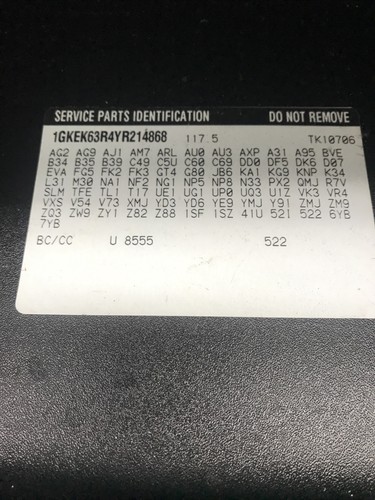 SERVICE PARTS IDENTIFICATION DO NOT REMOVE
1GKEK63R4YR214868 117.5 TK10706
AG2 AG9 AJ1 AM7 ARL AU0 AU3 AXP A31 A95 BVE
B34 B35 B39 C49 C5U C60 C69 DD0 DF5 DK6 D07
EVA FG5 FK2 FK3 GT4 G80 JB6 KA1 KG9 KNP K34
L31 M30 NA1 NF2 NG1 NP5 NP8 N33 PX2 QMJ R7V
SLM TFE TL1 T17 UE1 UG1 UP0 UQ3 U1Z VK3 VR4
VXS V54 V73 XMJ YD3 YD6 YE9 YMJ Y91 ZMJ ZM9
ZQ3 ZW9 ZY1 Z82 Z88 1SF 1SZ 41U 52I 522 6YB
7YB
BC/CC U 8555 522